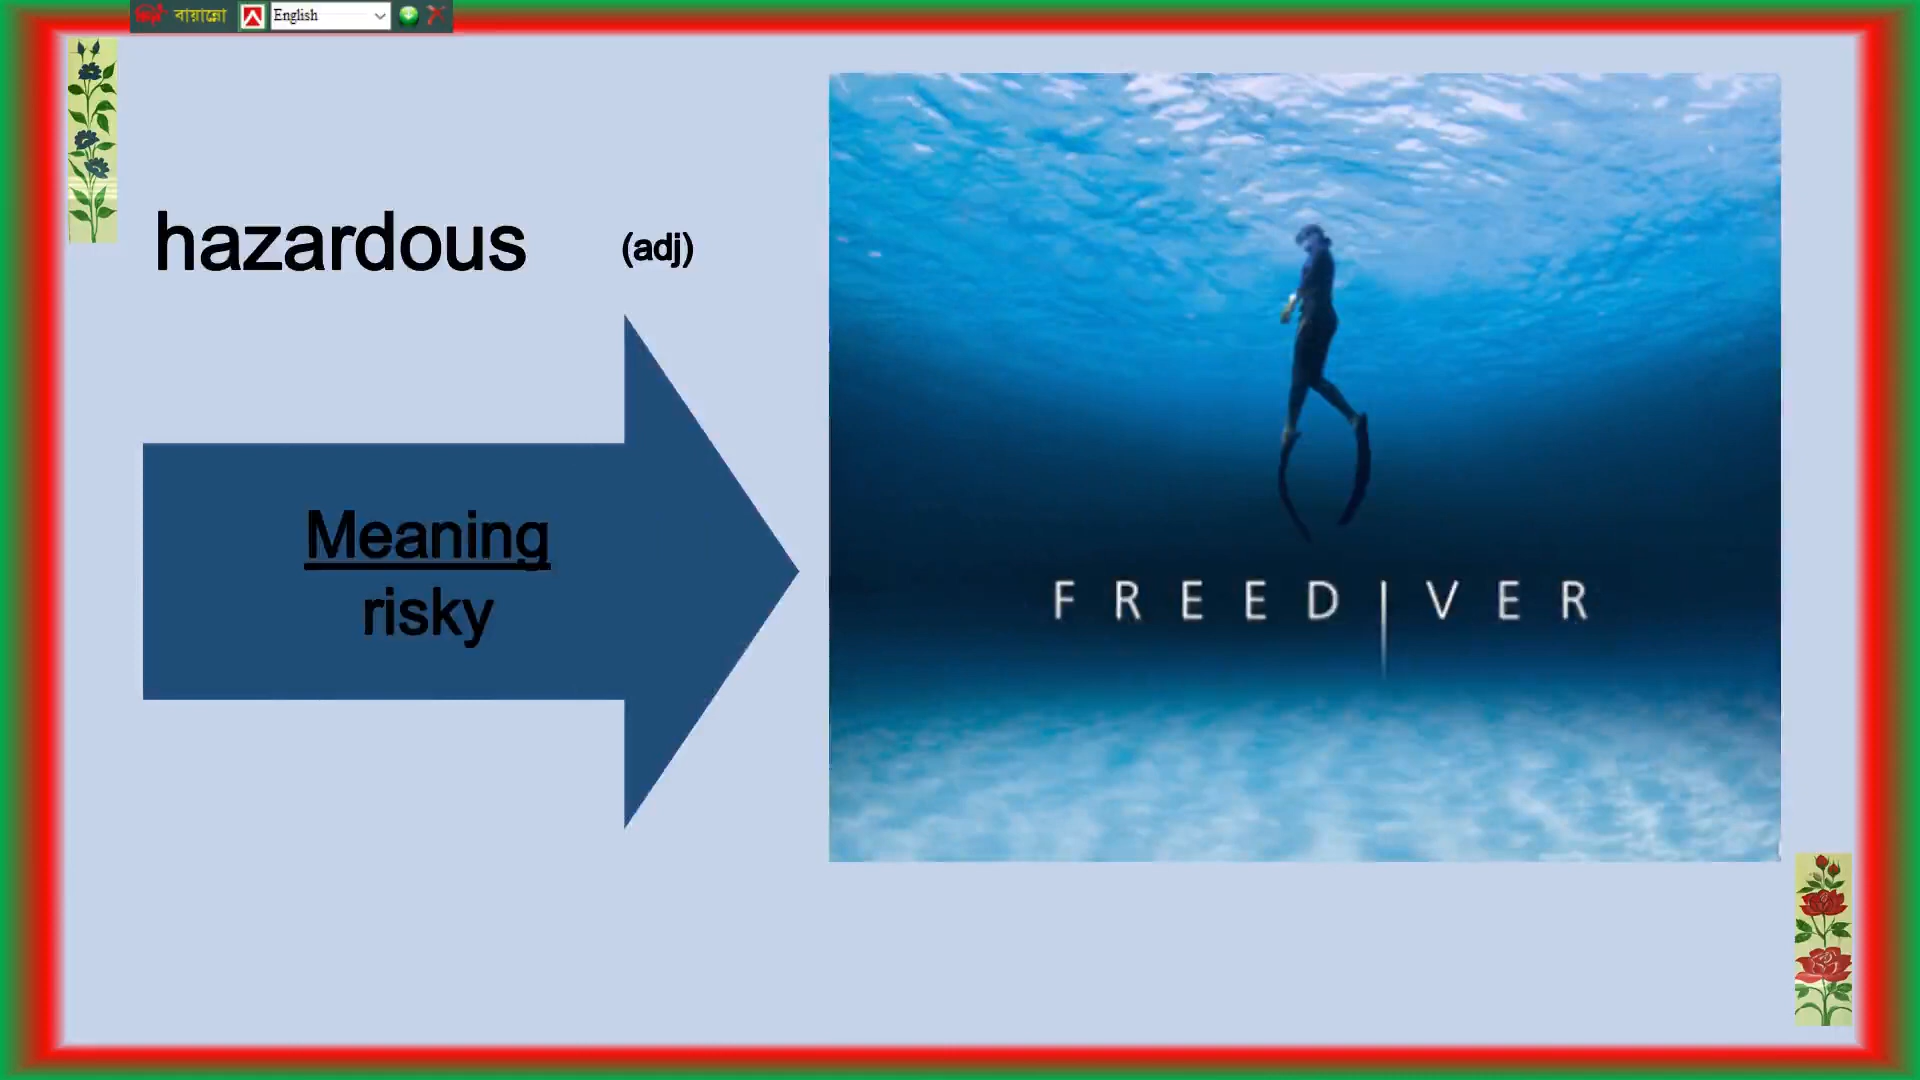 বায়ান্নো English
hazardous (adj)
Meaning
risky
FREEDIVER